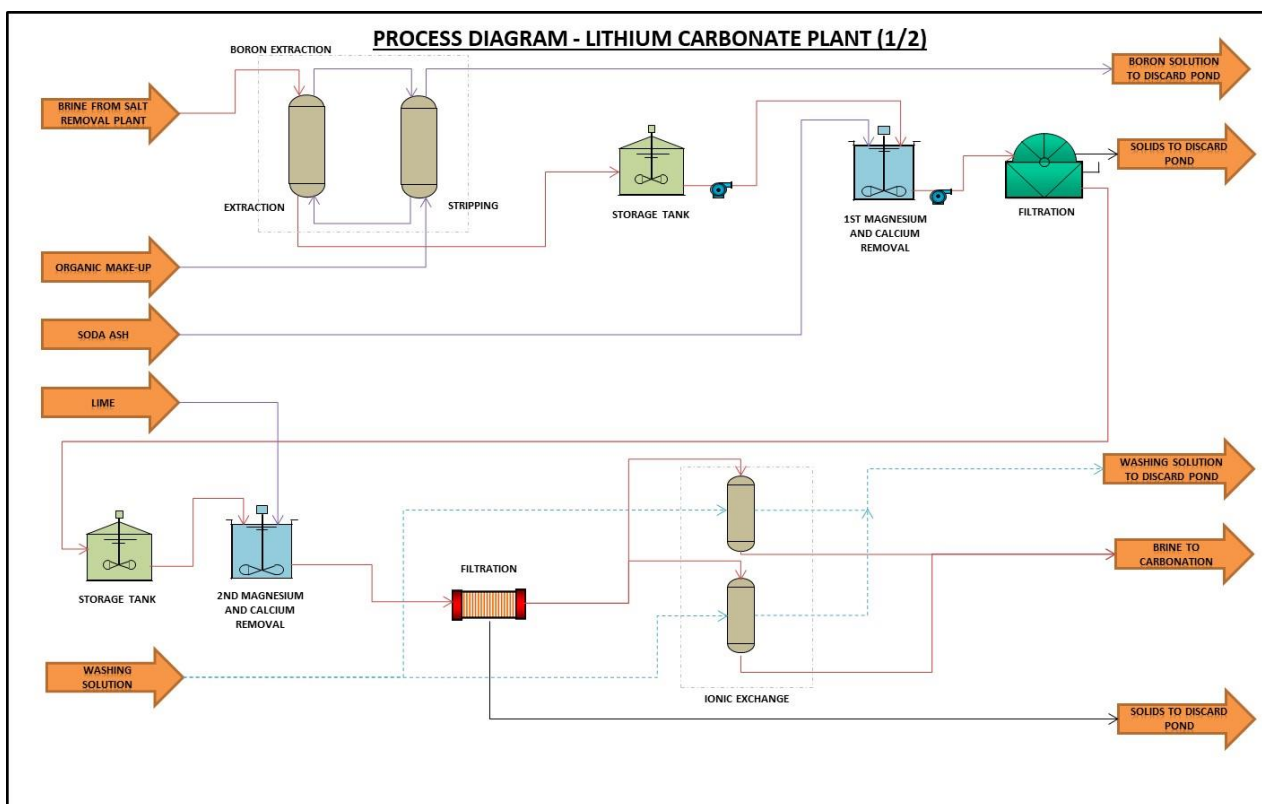 PROCESS DIAGRAM - LITHIUM CARBONATE PLANT (1/2)
BORON EXTRACTION
BORON SOLUTION
TO DISCARD POND
BRINE FROM SALT
REMOVAL PLANT
SOLIDS TO DISCARD
POND
EXTRACTION
STRIPPING
STORAGE TANK
1ST MAGNESIUM
AND CALCIUM
REMOVAL
FILTRATION
ORGANIC MAKE-UP
SODA ASH
LIME
WASHING SOLUTION
TO DISCARD POND
BRINE TO
CARBONATION
STORAGE TANK
2ND MAGNESIUM
AND CALCIUM
REMOVAL
FILTRATION
WASHING
SOLUTION
IONIC EXCHANGE
SOLIDS TO DISCARD
POND